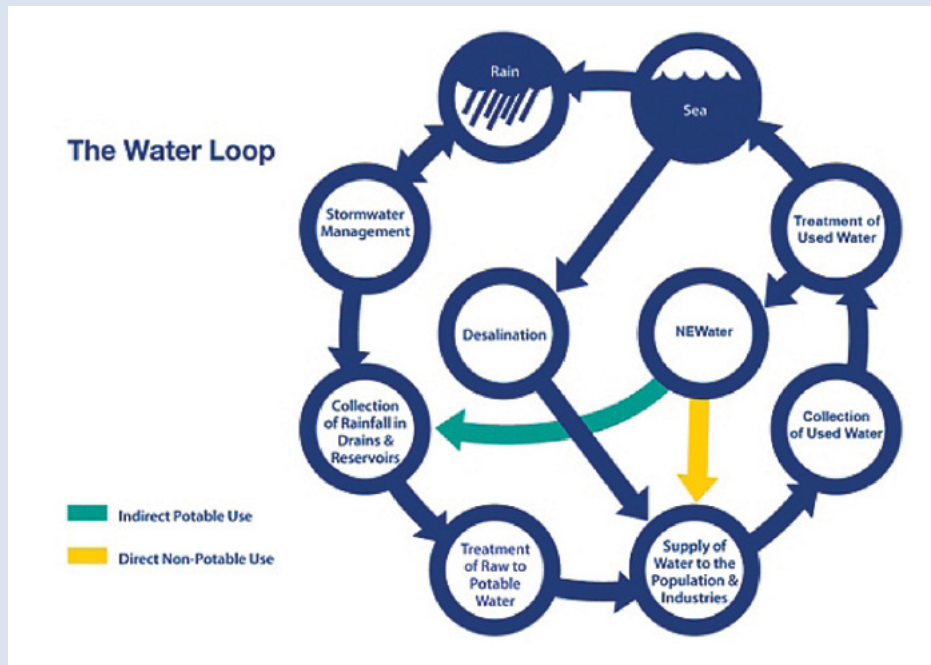 The Water Loop
Rain
Sea
Stormwater
Management
Treatment of
Used Water
Desalination
NEWater
Collection
of Rainfall in
Drains &
Reservoirs
Collection
of Used Water
Indirect Potable Use
Direct Non-Potable Use
Treatment
of Raw to
Potable
Water
Supply of
Water to the
Population &
Industries